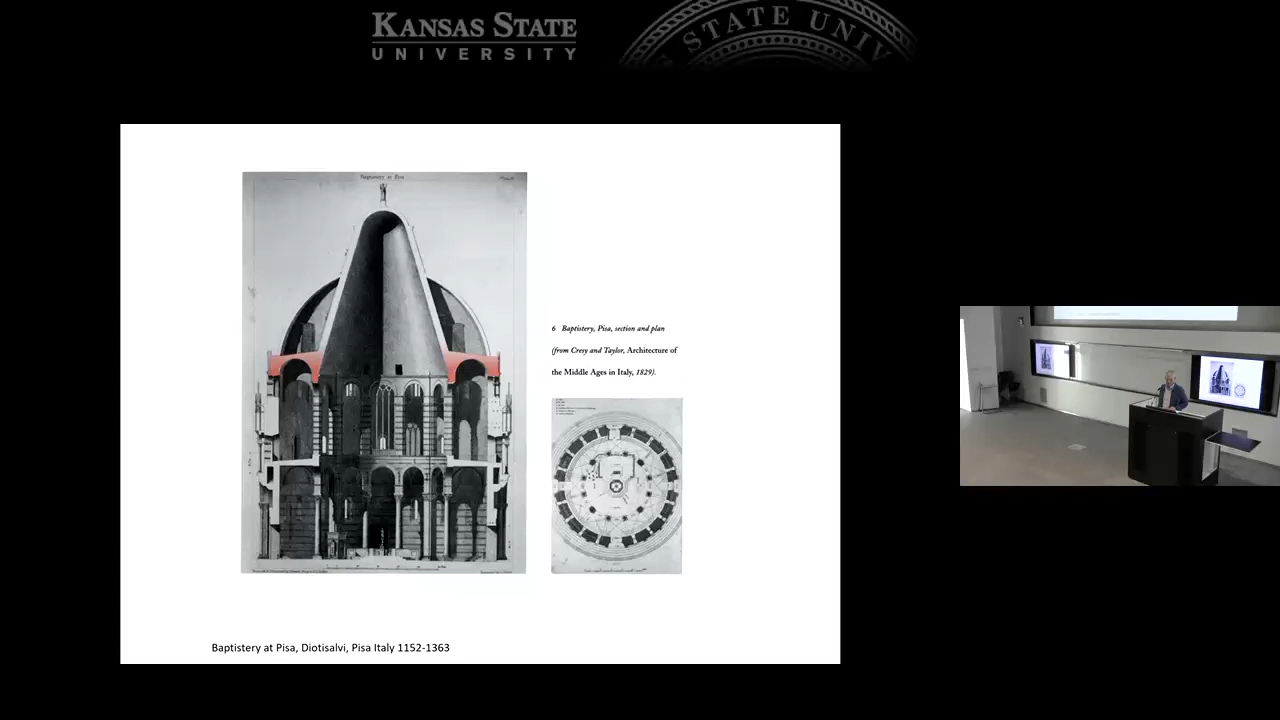 KANSAS STATE
UNIVERSITY
STATE UNIV
Baptistery at Pisa
6 Baptistery, Pisa, section and plan
(from Cresy and Taylor, Architecture of
the Middle Ages in Italy, 1829).
Baptistery at Pisa, Diotisalvi, Pisa Italy 1152-1363